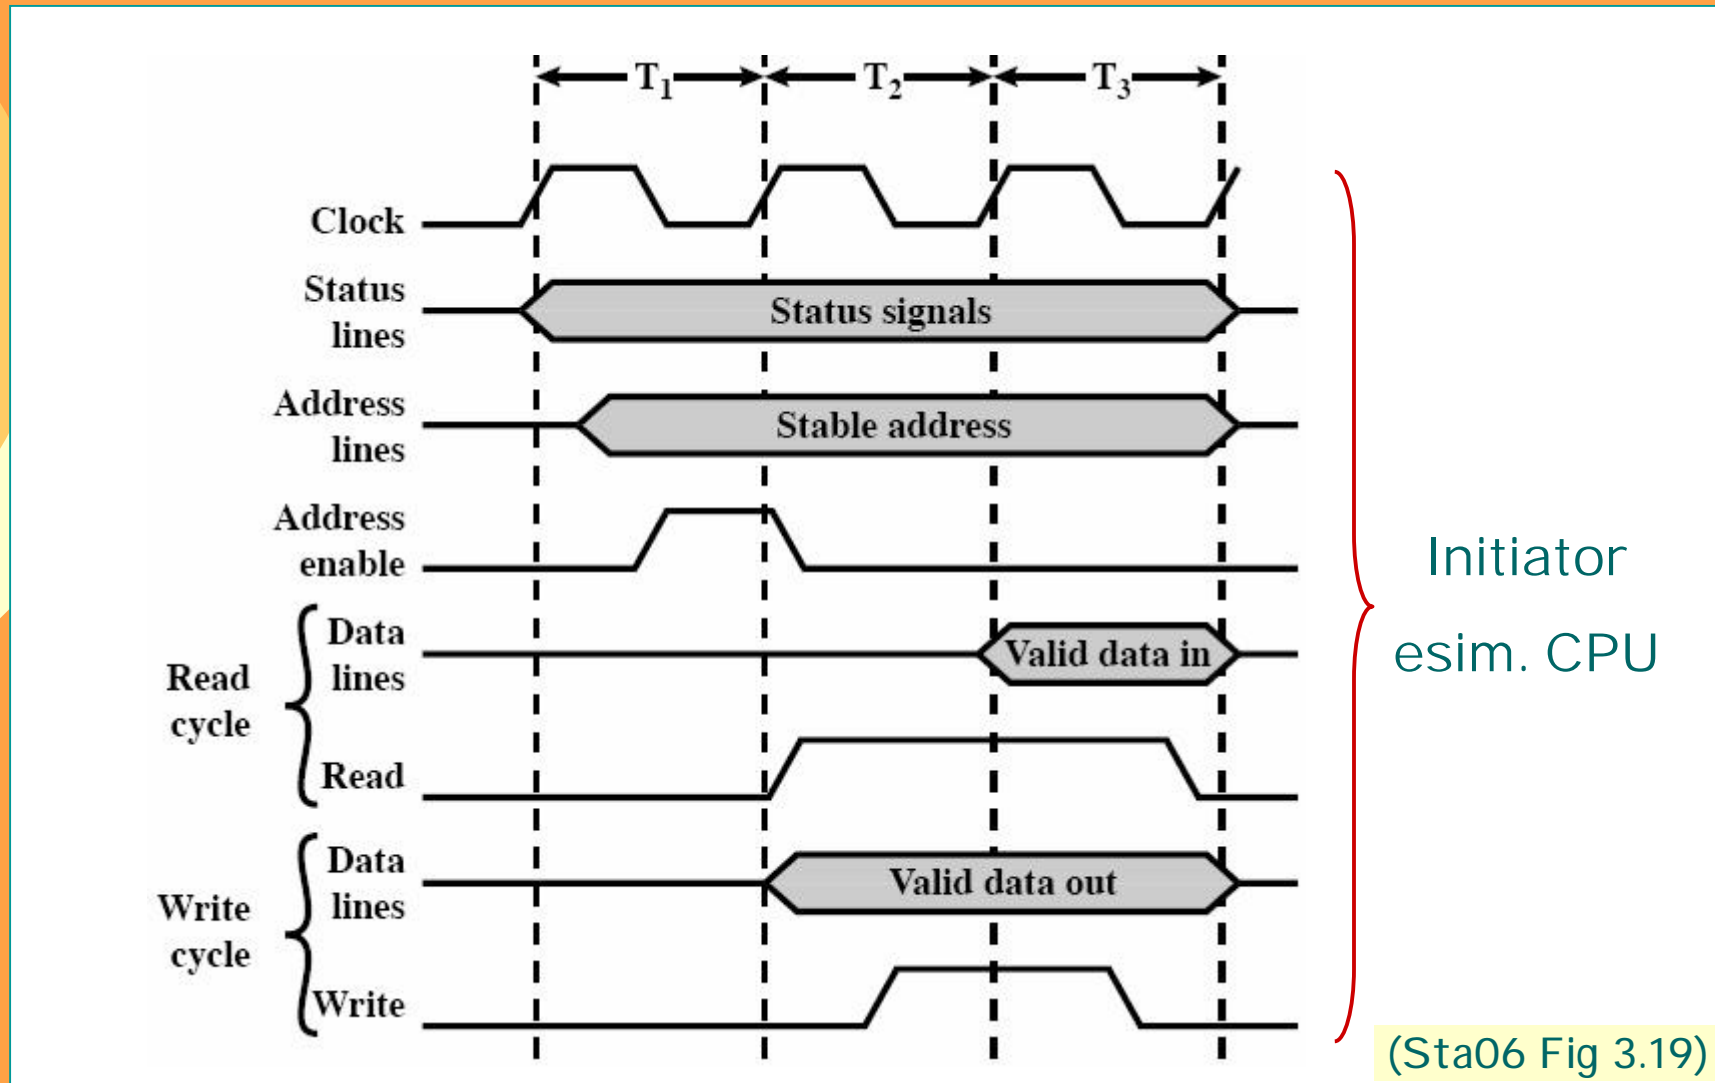 T1 T2 T3
Clock
Status
lines
Status signals
Address
lines
Stable address
Address
enable
Read
cycle
Data
lines
Valid data in
Read
Write
cycle
Data
lines
Valid data out
Write
Initiator
esim. CPU
(Sta06 Fig 3.19)